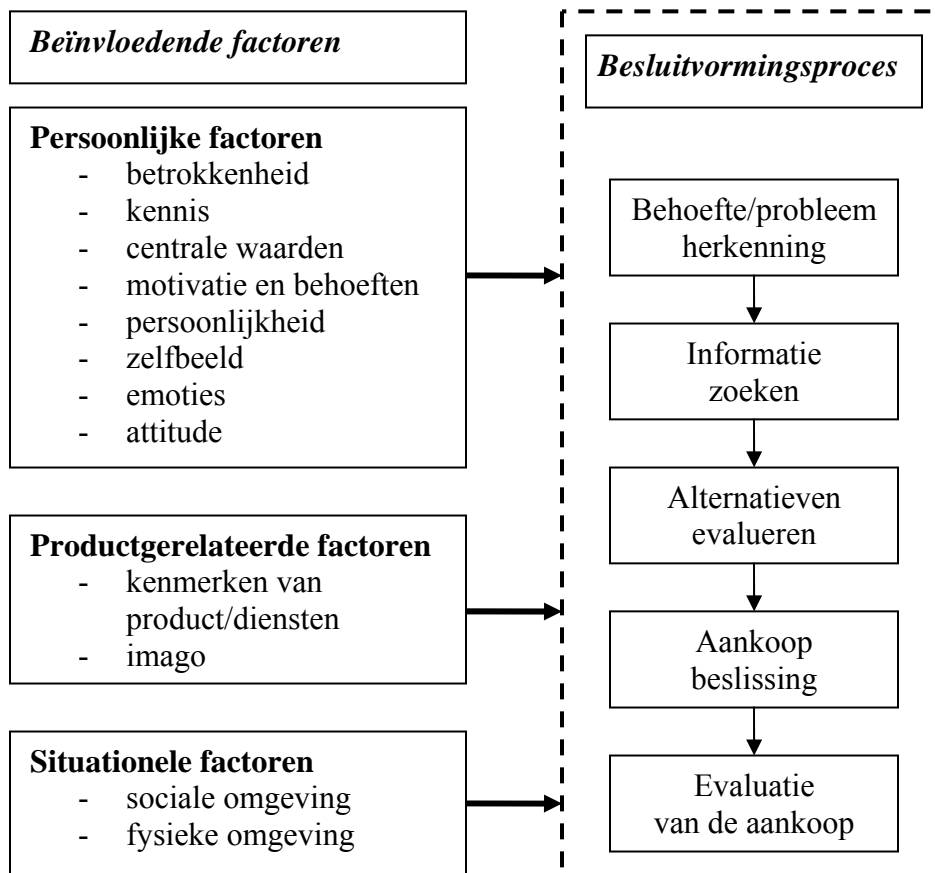 Beïnvloedende factoren
Persoonlijke factoren
- betrokkenheid
- kennis
- centrale waarden
- motivatie en behoeften
- persoonlijkheid
- zelfbeeld
- emoties
- attitude
Productgerelateerde factoren
- kenmerken van
product/diensten
- imago
Situationele factoren
- sociale omgeving
- fysieke omgeving
Besluitvormingsproces
Behoefte/probleem
herkenning
Informatie
zoeken
Alternatieven
evalueren
Aankoop
beslissing
Evaluatie
van de aankoop